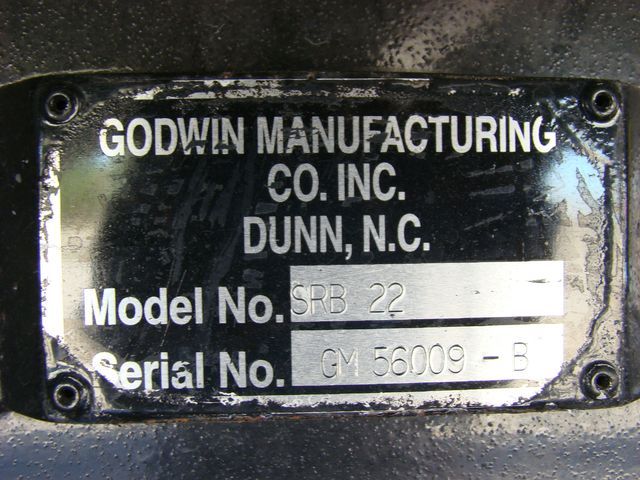 GODWIN MANUFACTURING
CO. INC.
DUNN, N.C.
Model No. SRB 22
Serial No. GM 56009 - B